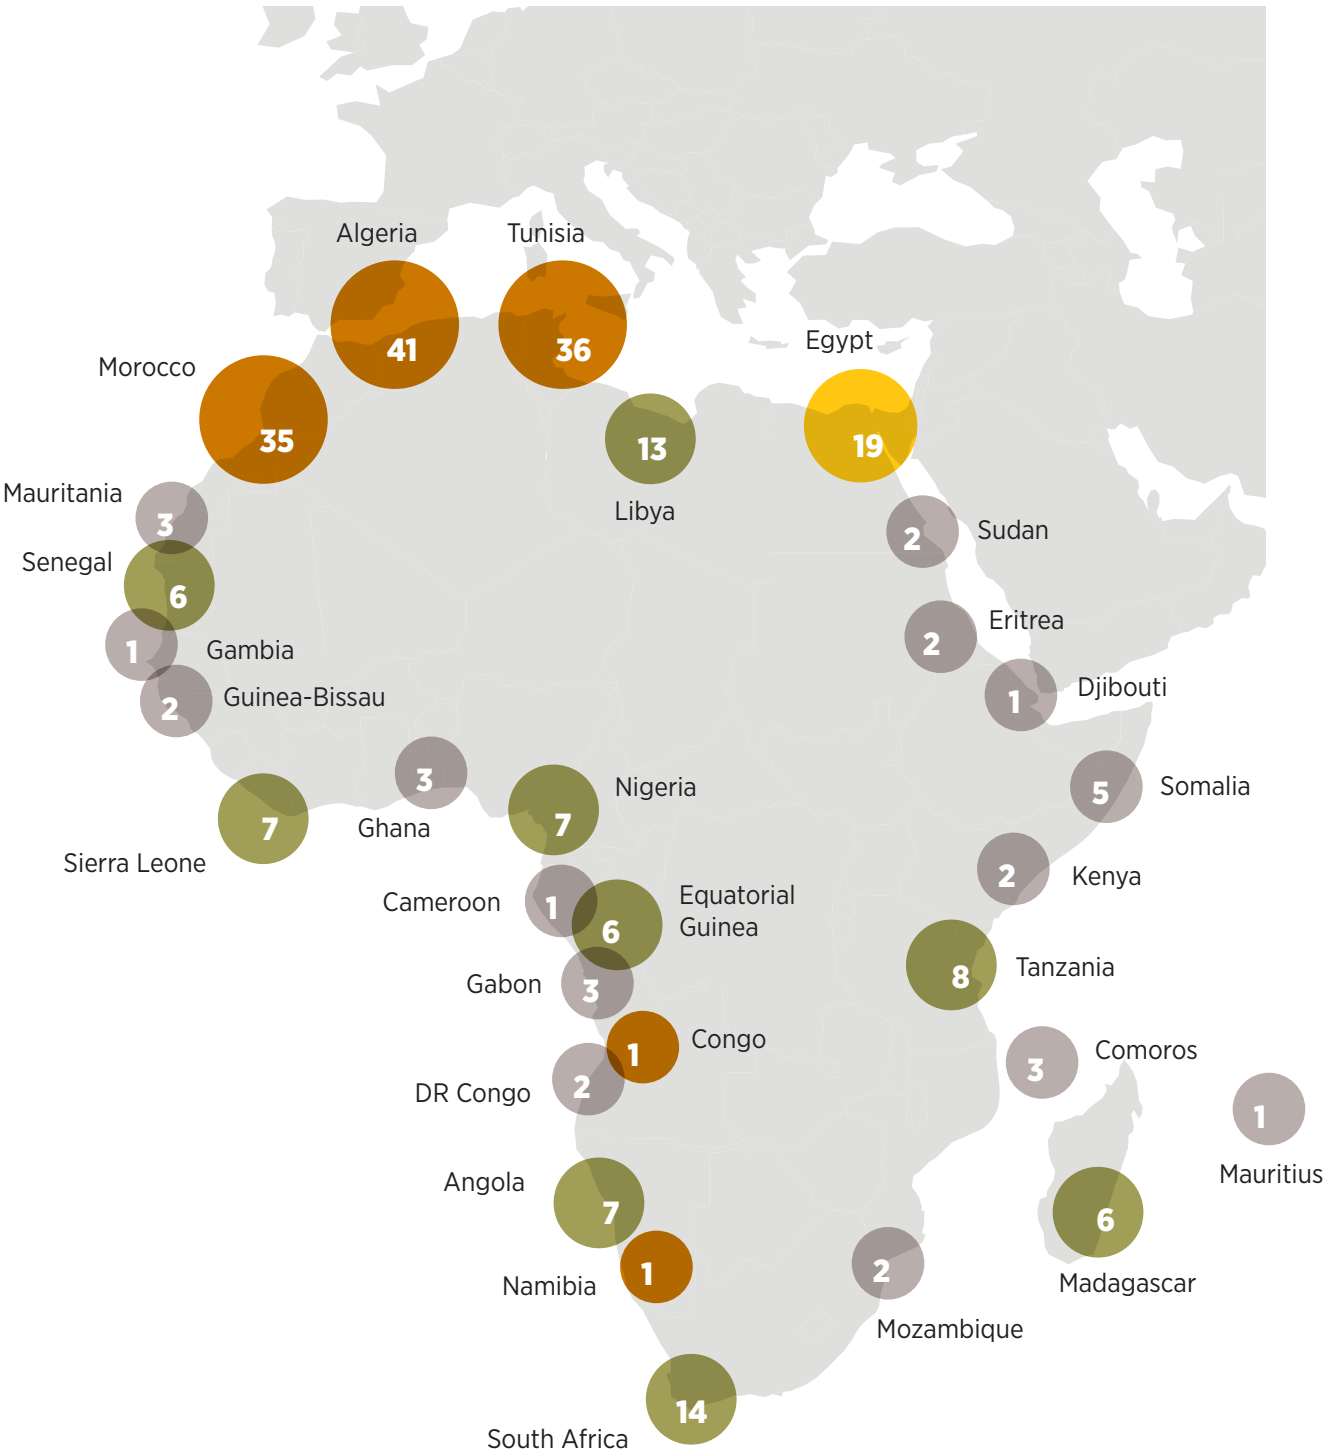 Algeria
41
Tunisia
36
Egypt
19
Morocco
35
13
Libya
Mauritania
3
Senegal
6
2
Sudan
1
Gambia
2
Eritrea
2
Guinea-Bissau
1
Djibouti
3
Ghana
7
Nigeria
5
Somalia
7
Sierra Leone
Cameroon
1
6
Equatorial
Guinea
2
Kenya
Gabon
3
8
Tanzania
1
Congo
3
Comoros
DR Congo
2
1
Mauritius
Angola
7
6
Madagascar
Namibia
1
2
Mozambique
14
South Africa